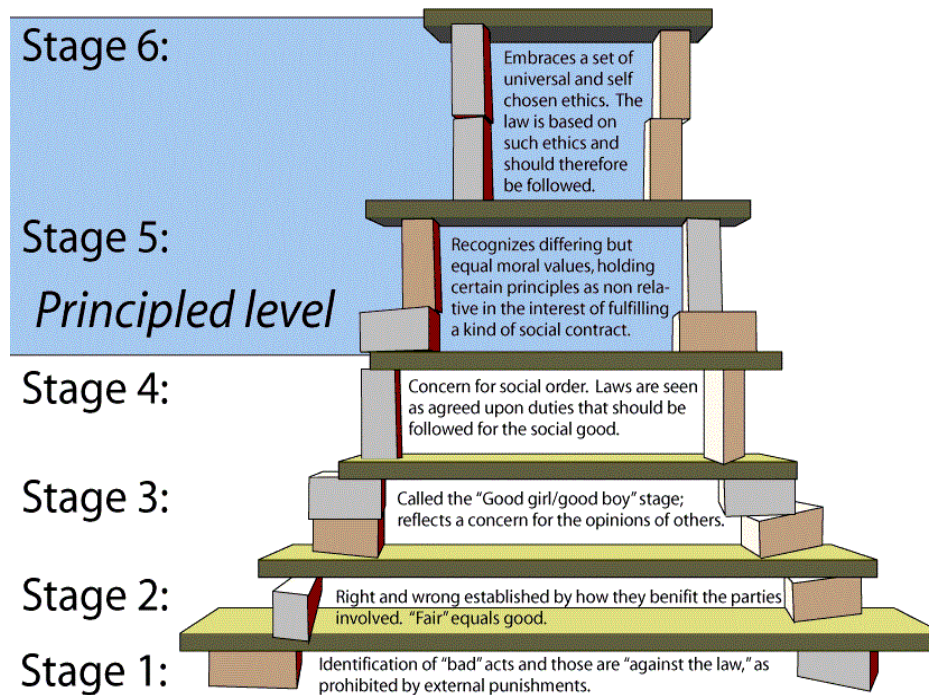 Stage 6:
Embraces a set of
universal and self
chosen ethics. The
law is based on
such ethics and
should therefore
be followed.
Stage 5:
Principled level
Recognizes differing but
equal moral values, holding
certain principles as non rela-
tive in the interest of fulfilling
a kind of social contract.
Stage 4:
Concern for social order. Laws are seen
as agreed upon duties that should be
followed for the social good.
Stage 3:
Called the “Good girl/good boy” stage;
reflects a concern for the opinions of others.
Stage 2:
Right and wrong established by how they benifit the parties
involved. “Fair” equals good.
Stage 1:
Identification of “bad” acts and those are “against the law,” as
prohibited by external punishments.